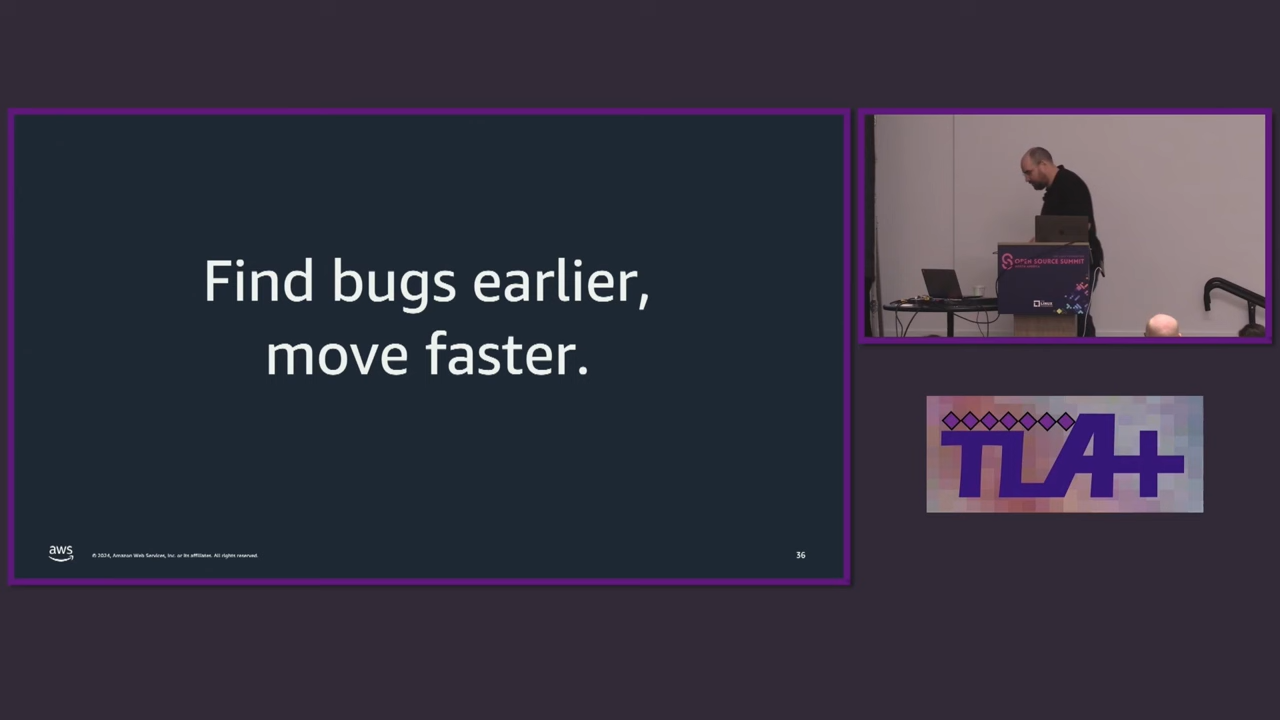 Find bugs earlier,
move faster.
aws
© 2024, Amazon Web Services, Inc. or its affiliates. All rights reserved.
36
OPEN SOURCE SUMMIT
TLA+